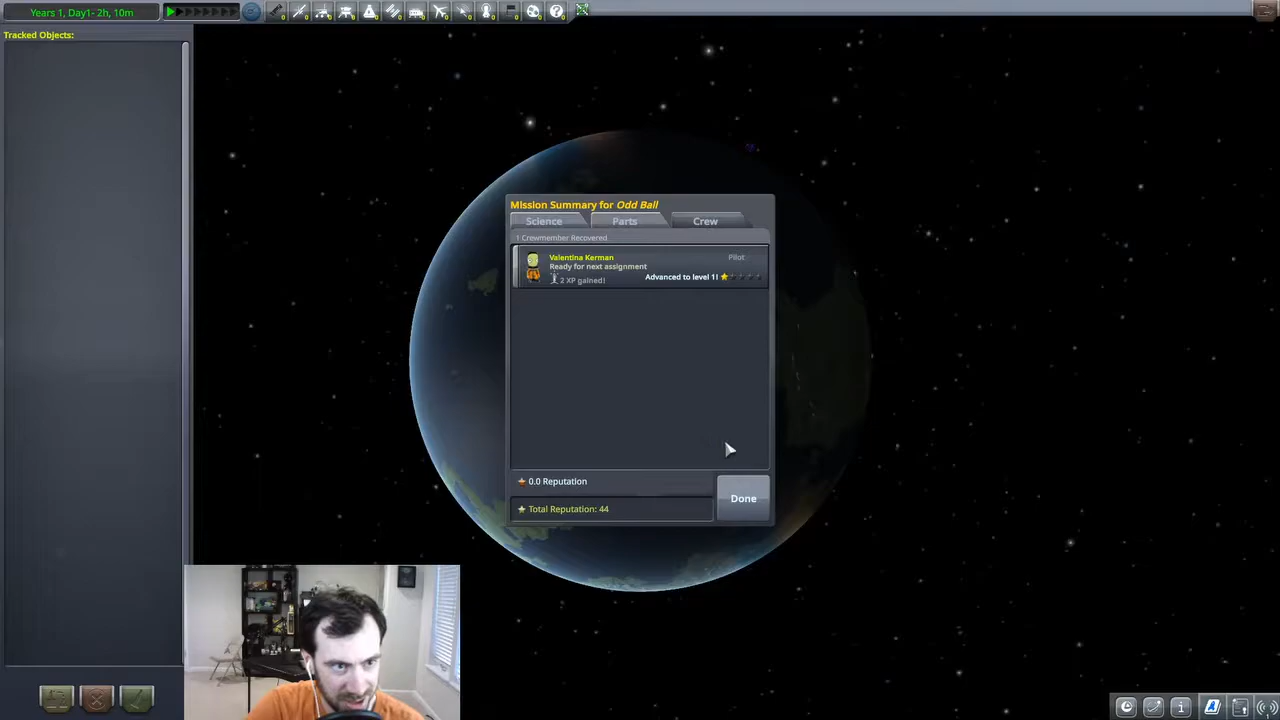 Years 1, Day1- 2h, 10m
Tracked Objects:
Mission Summary for Odd Ball
Science Parts Crew
1 Crewmember Recovered.
Valentina Kerman Pilot
Ready for next assignment
2 XP gained! Advanced to level 1!
0.0 Reputation
Total Reputation: 44
Done